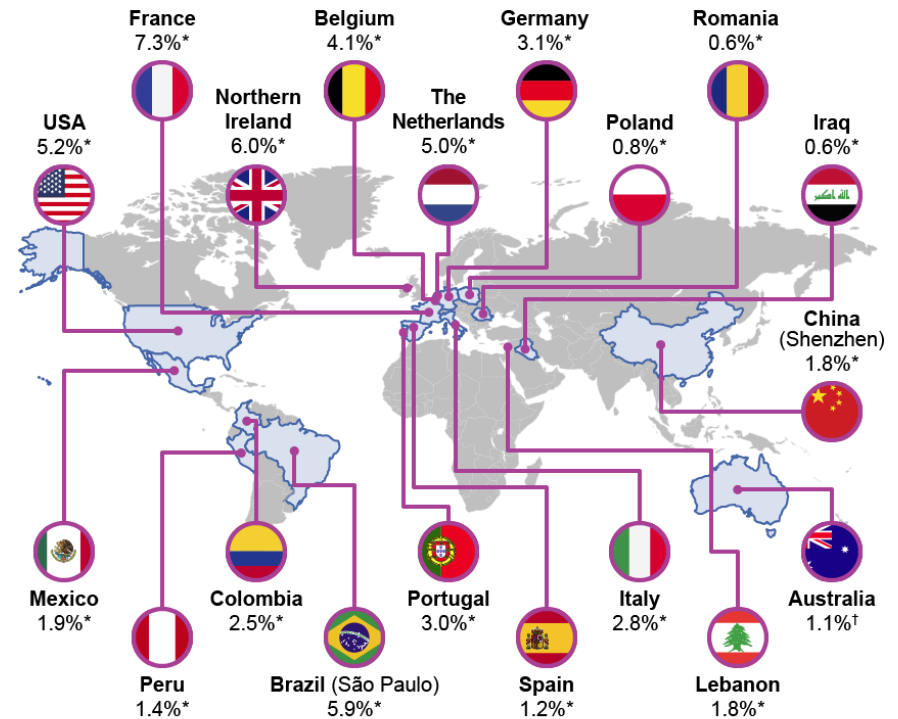 France
7.3%*
Belgium
4.1%*
Germany
3.1%*
Romania
0.6%*
USA
5.2%*
Northern
Ireland
6.0%*
The
Netherlands
5.0%*
Poland
0.8%*
Iraq
0.6%*
China
(Shenzhen)
1.8%*
Mexico
1.9%*
Colombia
2.5%*
Portugal
3.0%*
Italy
2.8%*
Australia
1.1%†
Peru
1.4%*
Brazil (São Paulo)
5.9%*
Spain
1.2%*
Lebanon
1.8%*